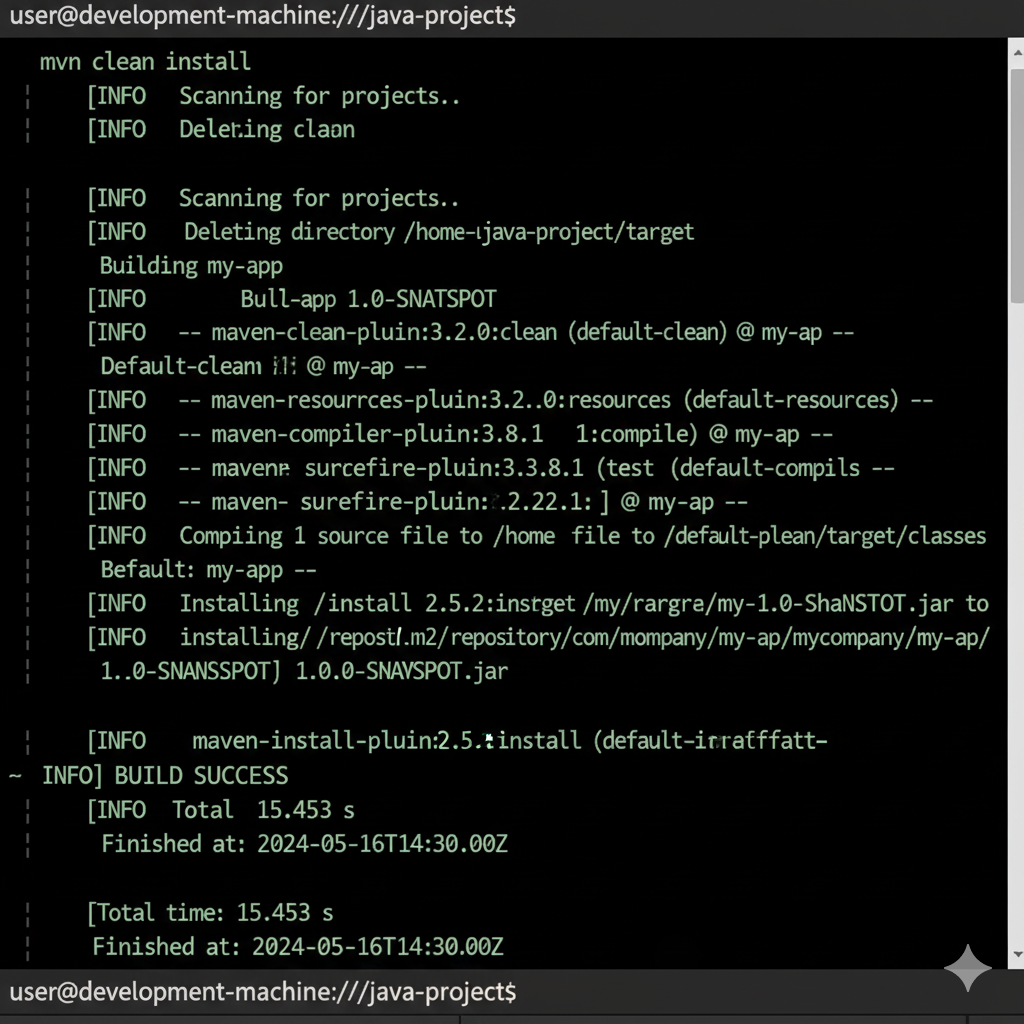 user@development-machine:///java-project$
mvn clean install
[INFO Scanning for projects..
[INFO Deleting claan
[INFO Scanning for projects..
[INFO Deleting directory /home-ıjava-project/target
Building my-app
[INFO Bull-app 1.0-SNATSPOT
[INFO -- maven-clean-pluin:3.2.0:clean (default-clean) @ my-ap --
Default-cleam @ my-ap --
[INFO -- maven-resourrces-pluin:3.2..0:resources (default-resources) --
[INFO -- maven-compiler-pluin:3.8.1 1:compile) @ my-ap --
[INFO -- mavenn surcefire-pluin:3.3.8.1 (test (default-compils --
[INFO -- maven- surefire-pluin: .2.22.1: ] @ my-ap --
[INFO Compiing 1 source file to /home file to /default-plean/target/classes
Befault: my-app --
[INFO Installing /install 2.5.2:insrget /my/rargra/my-1.0-ShaNSTOT.jar to
[INFO installing/ /repost/.m2/repository/com/mompany/my-ap/mycompany/my-ap/
1..0-SNANSSPOT] 1.0.0-SNAYSPOT.jar
[INFO maven-install-pluin:2.5.:install (default-
~ INFO] BUILD SUCCESS
[INFO Total 15.453 s
Finished at: 2024-05-16T14:30.00Z
[Total time: 15.453 s
Finished at: 2024-05-16T14:30.00Z
user@development-machine:///java-project$